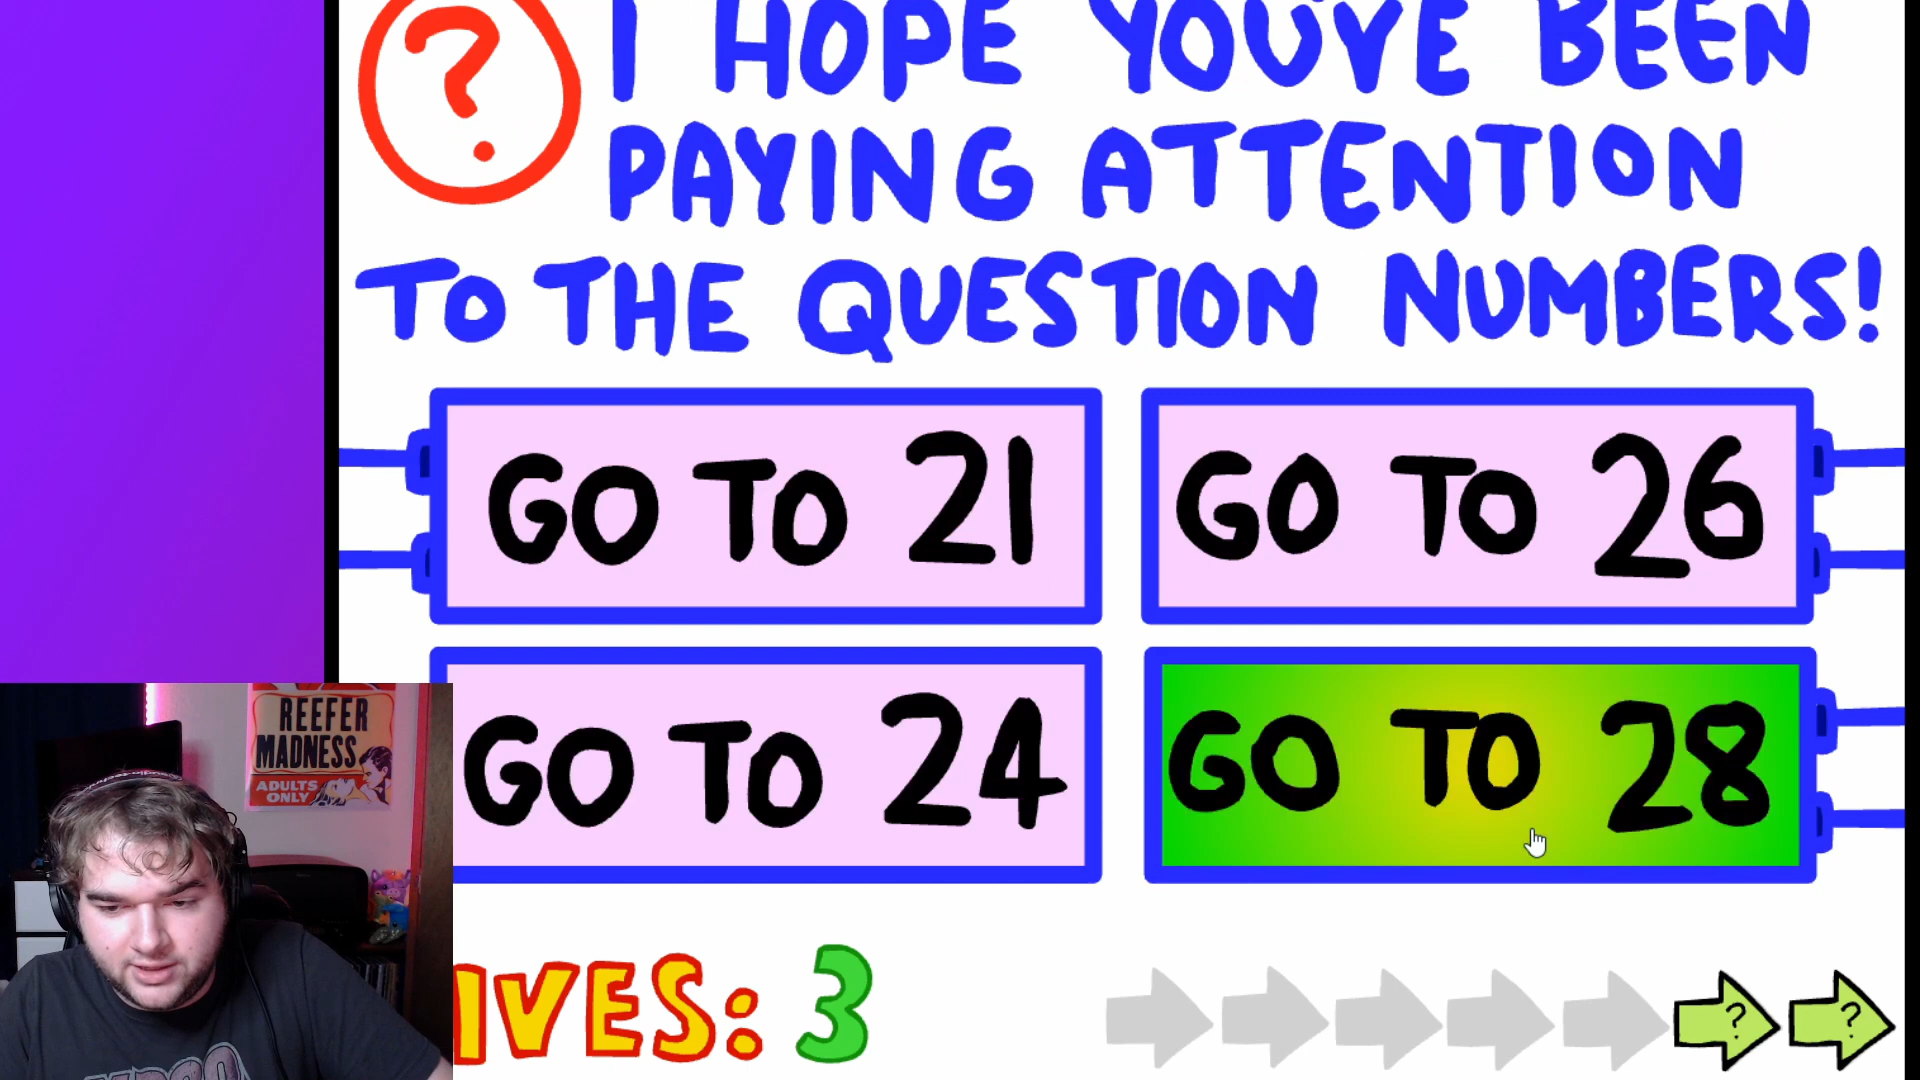 ? I HOPE YOU'VE BEEN
PAYING ATTENTION
TO THE QUESTION NUMBERS!
GO TO 21
GO TO 26
GO TO 24
GO TO 28
REEFER
MADNESS
ADULTS
ONLY
IVES: 3
? ?